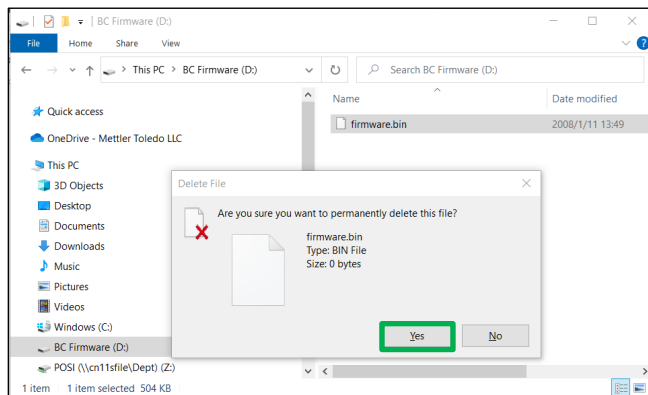 BC Firmware (D:)
File Home Share View
This PC > BC Firmware (D:)
Search BC Firmware (D:)
Name Date modified
Quick access
firmware.bin 2008/1/11 13:49
OneDrive - Mettler Toledo LLC
This PC
3D Objects
Desktop
Documents
Downloads
Music
Pictures
Videos
Windows (C:)
BC Firmware (D:)
POSI (\\cn11sfile\Dept) (Z:)
Delete File
Are you sure you want to permanently delete this file?
firmware.bin
Type: BIN File
Size: 0 bytes
Yes No
1 item 1 item selected 504 KB